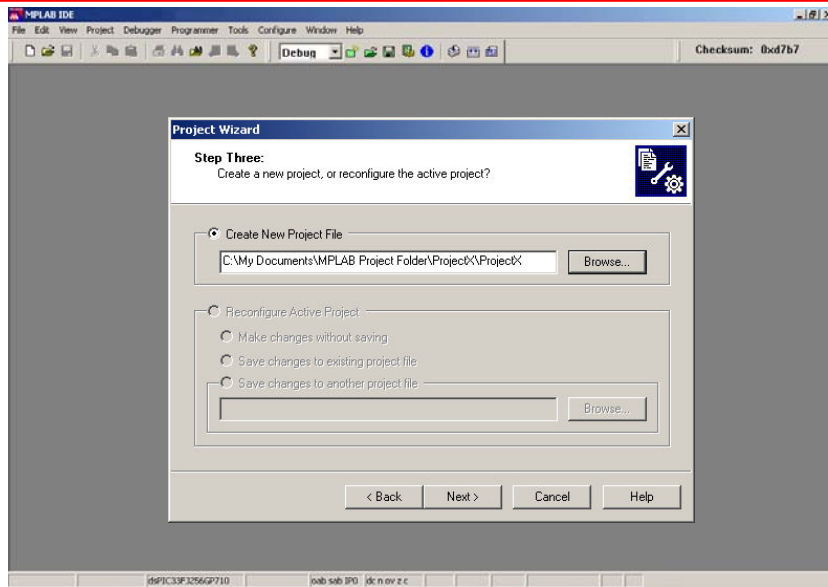 MPLAB IDE
File Edit View Project Debugger Programmer Tools Configure Window Help
Debug
Checksum: 0xd7b7
Project Wizard
Step Three:
Create a new project, or reconfigure the active project?
Create New Project File
C:\My Documents\MPLAB Project Folder\ProjectX\ProjectX
Browse...
Reconfigure Active Project
Make changes without saving
Save changes to existing project file
Save changes to another project file
Browse...
< Back Next > Cancel Help
dsPIC33FJ256GP710 oab sab IP0 dc n ov z c